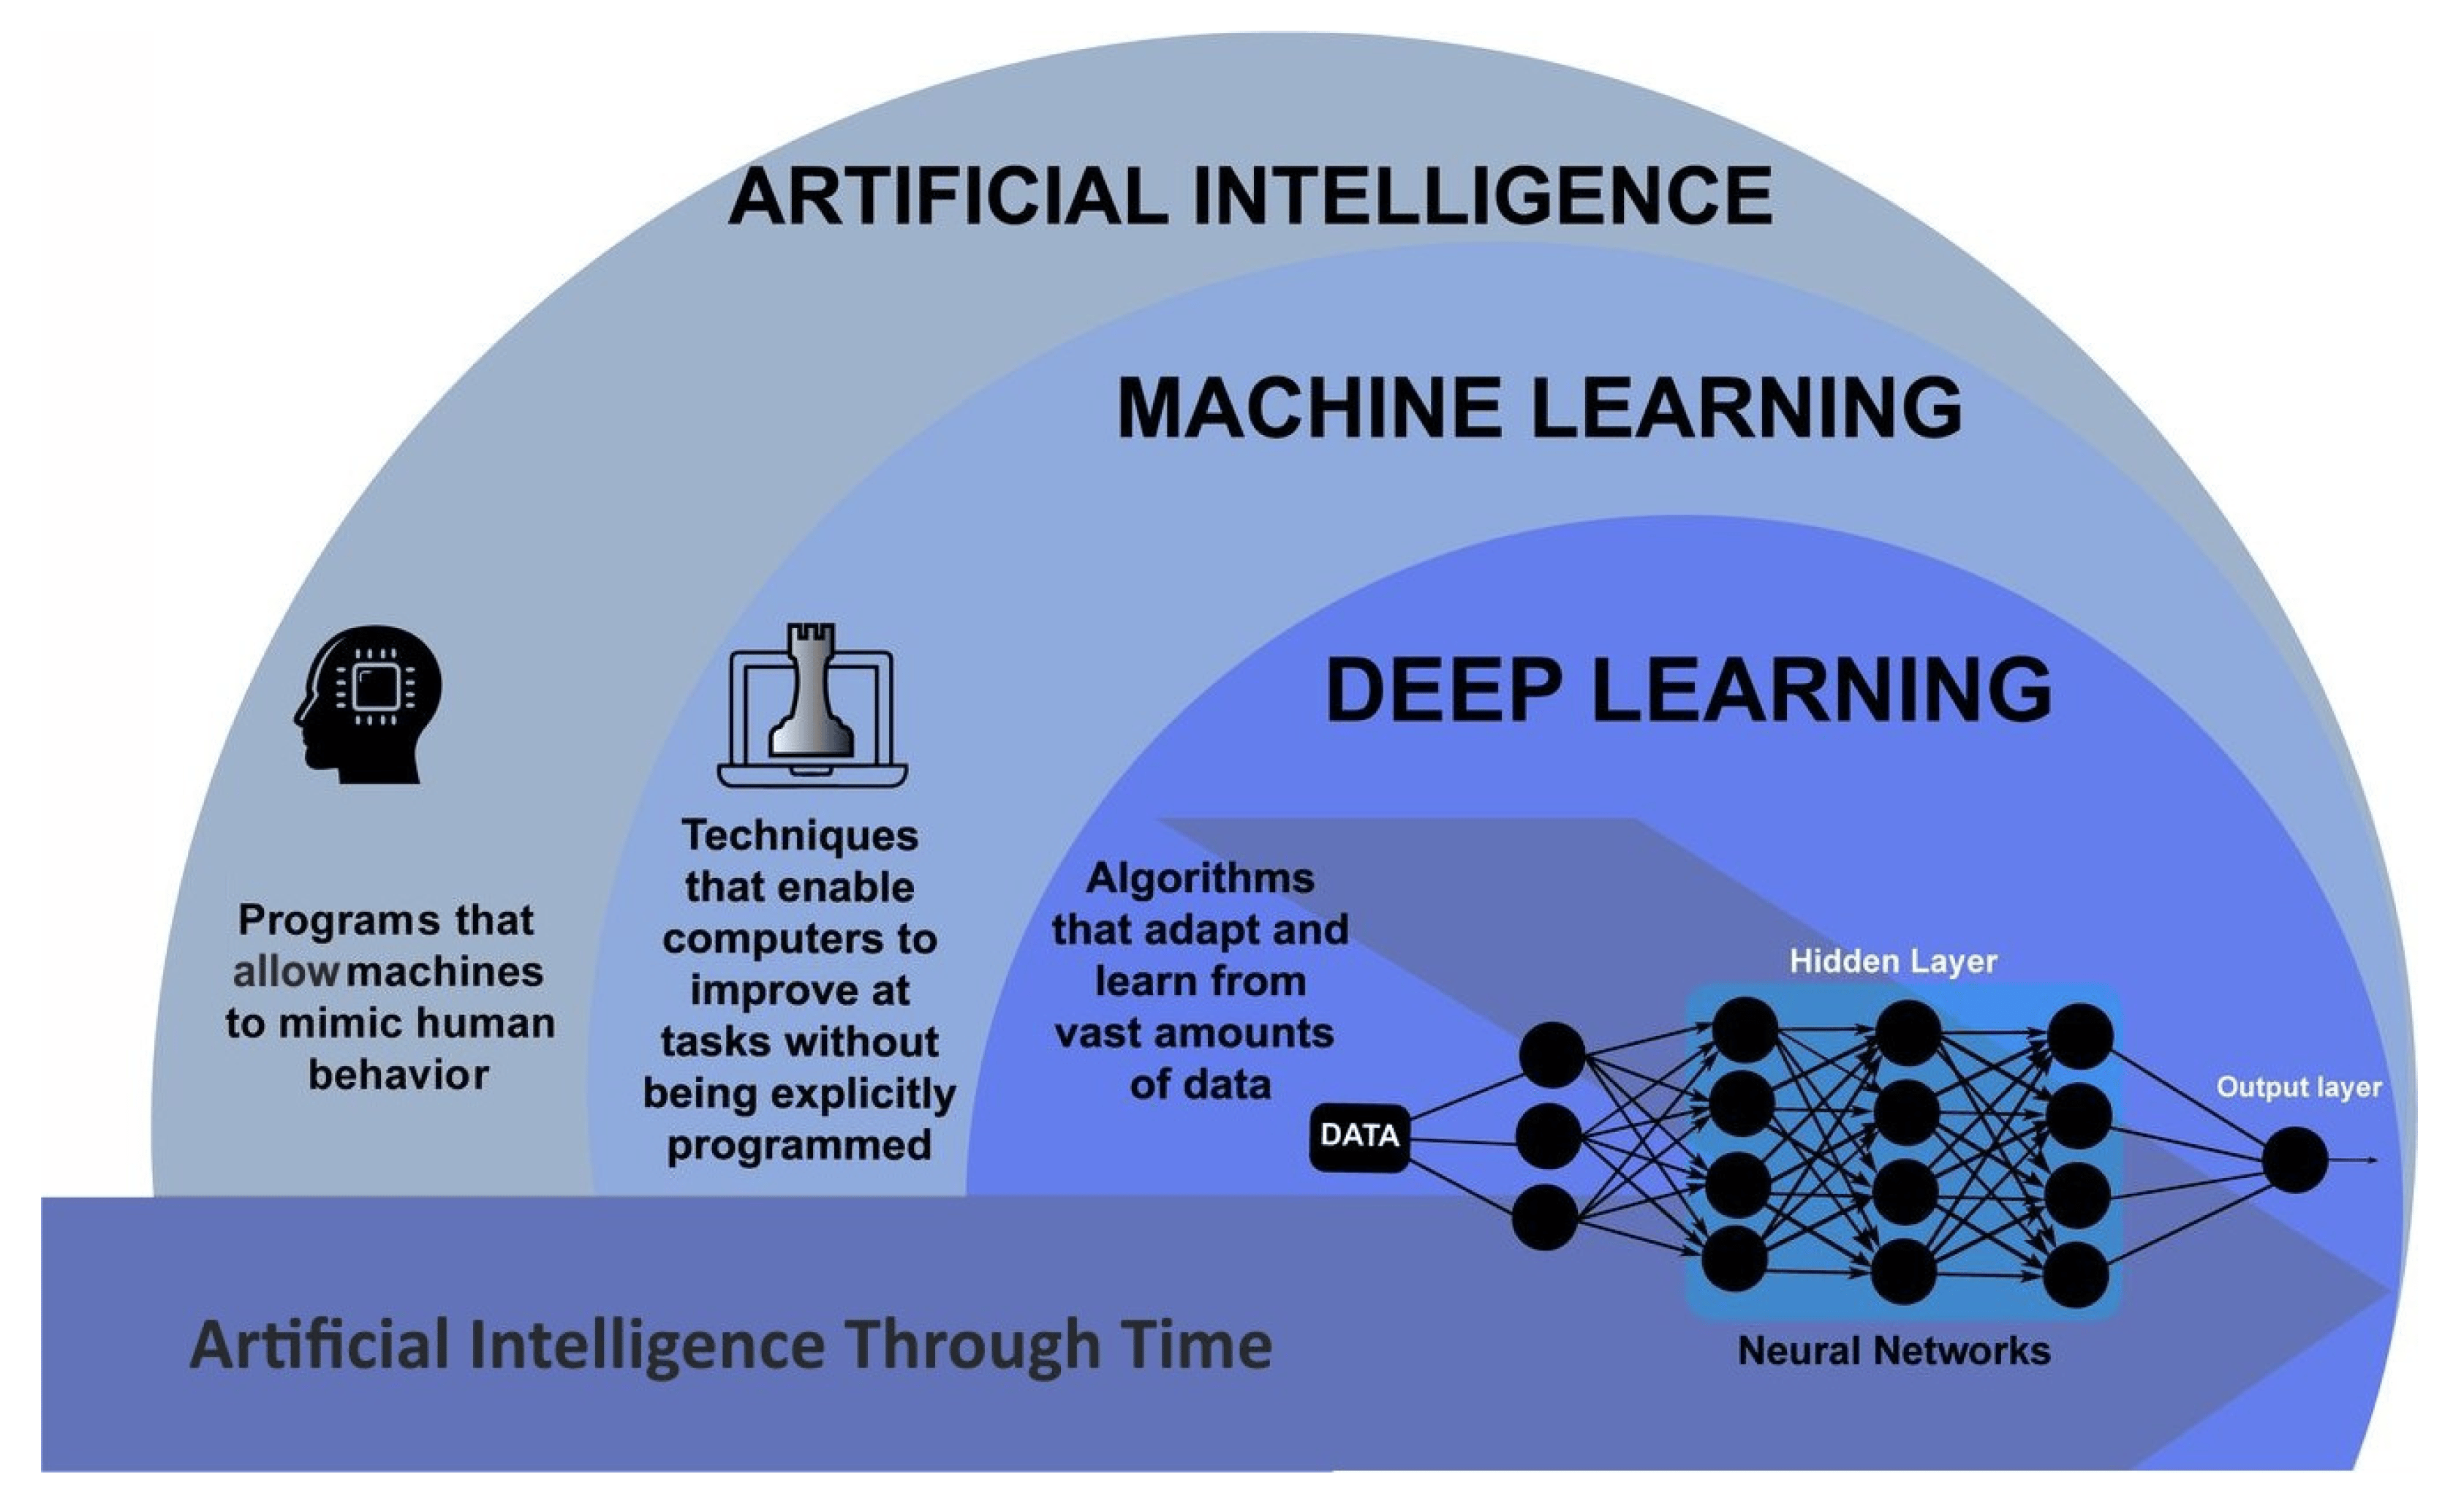 ARTIFICIAL INTELLIGENCE
MACHINE LEARNING
DEEP LEARNING
Programs that
allow machines
to mimic human
behavior
Techniques
that enable
computers to
improve at
tasks without
being explicitly
programmed
Algorithms
that adapt and
learn from
vast amounts
of data
DATA
Hidden Layer
Output layer
Neural Networks
Artificial Intelligence Through Time